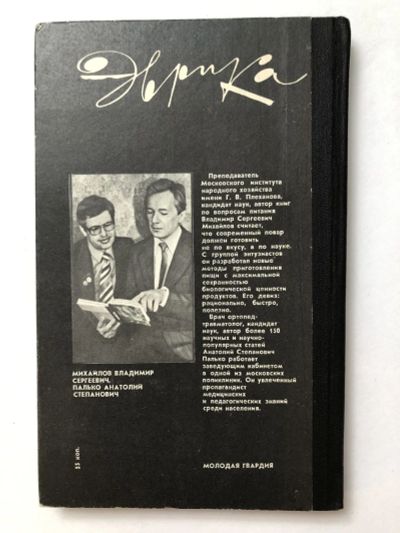 Эврика
Преподаватель
Московского института
народного хозяйства
имени Г. В. Плеханова,
кандидат наук, автор книг
по вопросам питания
Владимир Сергеевич
Михайлов считает,
что современный повар
должен готовить
не по вкусу, а по науке.
С группой энтузиастов
он разработал новые
методы приготовления
пищи с максимальной
сохранностью
биологической ценности
продуктов. Его девиз:
рационально, быстро,
полезно.
Врач ортопед-
травматолог, кандидат
наук, автор более 150
научных и научно-
популярных статей
Анатолий Степанович
Палько работает
заведующим кабинетом
в одной из московских
поликлиник. Он увлеченный
пропагандист
медицинских
и педагогических знаний
среди населения.
МИХАЙЛОВ ВЛАДИМИР
СЕРГЕЕВИЧ,
ПАЛЬКО АНАТОЛИЙ
СТЕПАНОВИЧ
55 коп.
МОЛОДАЯ ГВАРДИЯ